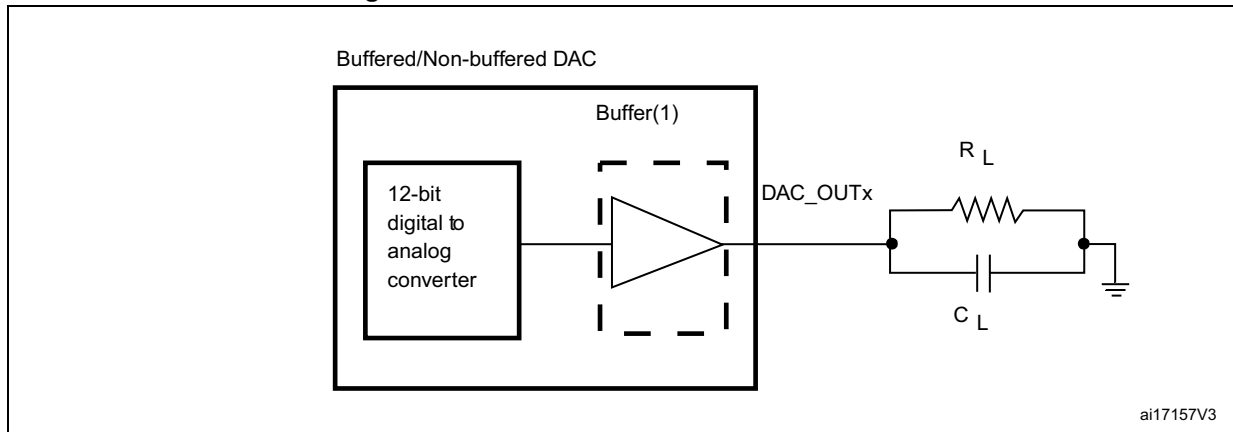 Buffered/Non-buffered DAC
Buffer(1)
12-bit
digital to
analog
converter
DAC_OUTx
R L
C L
ai17157V3